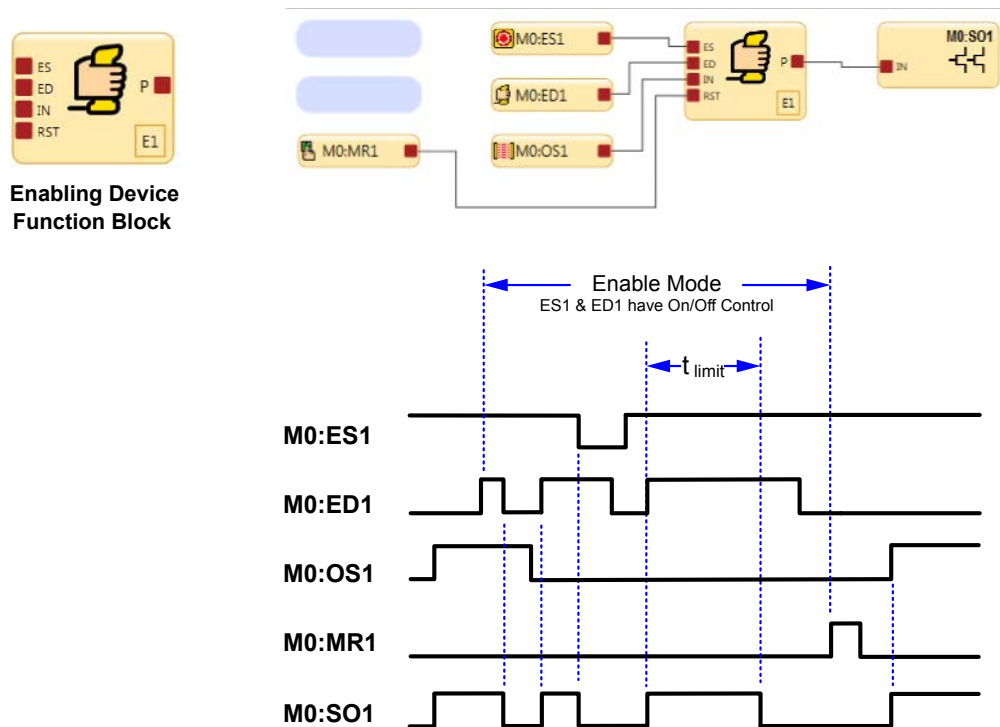 ES
ED
IN
RST
P
E1
Enabling Device
Function Block
M0:ES1
M0:ED1
M0:MR1
M0:OS1
ES
ED
IN
RST
P
E1
M0:SO1
IN
Enable Mode
ES1 & ED1 have On/Off Control
t limit
M0:ES1
M0:ED1
M0:OS1
M0:MR1
M0:SO1